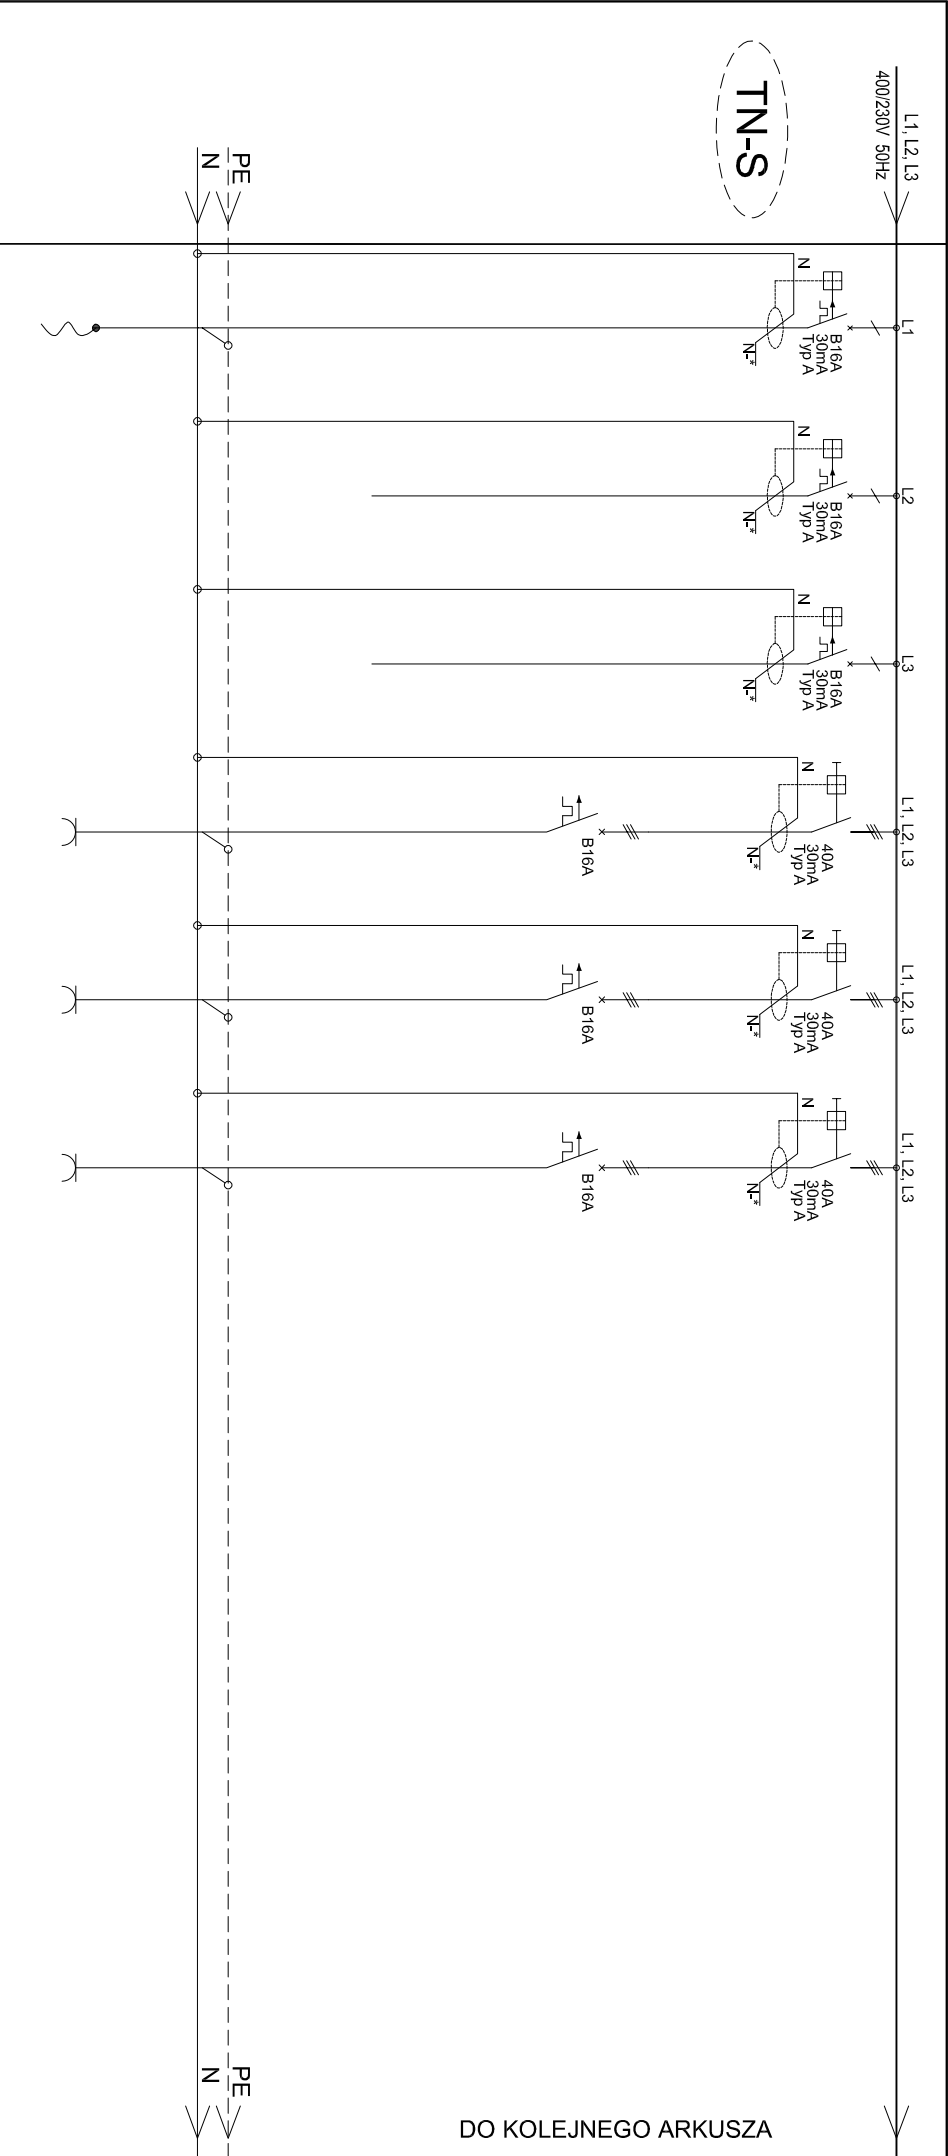 L1, L2, L3
400/230V 50Hz
TN-S
PE
N
L1
N
B16A
30mA
Typ A
N-*
L2
N
B16A
30mA
Typ A
N-*
L3
N
B16A
30mA
Typ A
N-*
L1, L2, L3
N
40A
30mA
Typ A
N-*
B16A
L1, L2, L3
N
40A
30mA
Typ A
N-*
B16A
L1, L2, L3
N
40A
30mA
Typ A
N-*
B16A
PE
N
DO KOLEJNEGO ARKUSZA